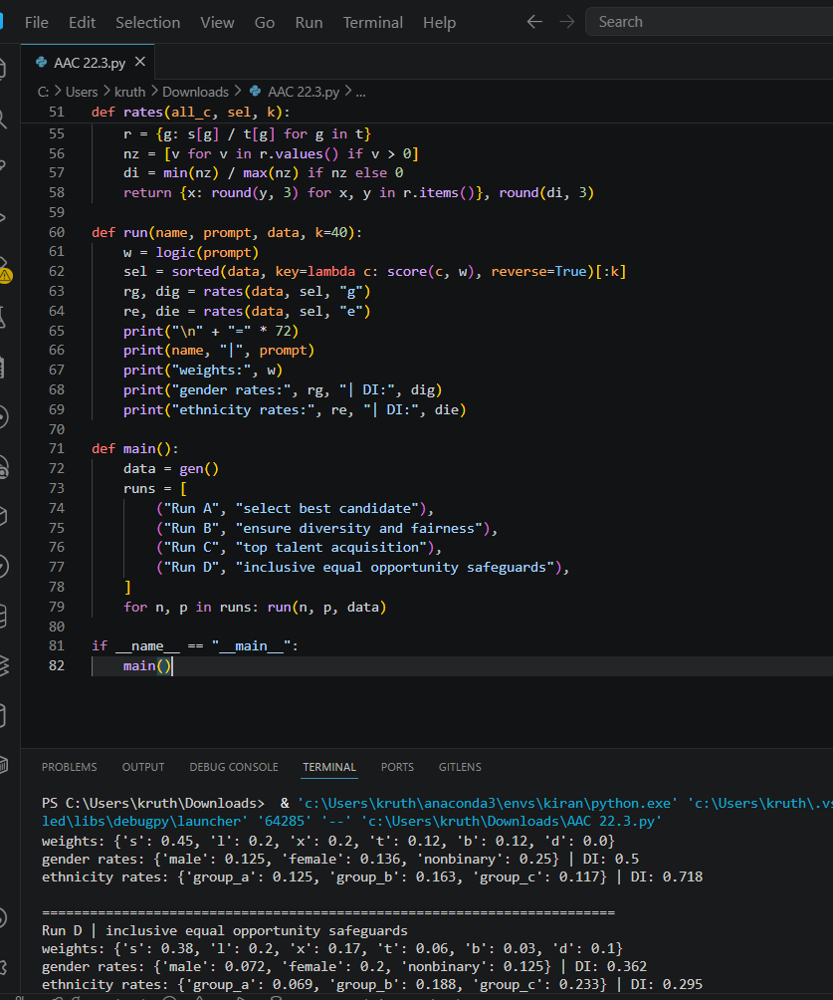 File Edit Selection View Go Run Terminal Help ← → Search
AAC 22.3.py ×
C: > Users > kruth > Downloads > AAC 22.3.py > ...
51 def rates(all_c, sel, k):
55 r = {g: s[g] / t[g] for g in t}
56 nz = [v for v in r.values() if v > 0]
57 di = min(nz) / max(nz) if nz else 0
58 return {x: round(y, 3) for x, y in r.items()}, round(di, 3)
59
60 def run(name, prompt, data, k=40):
61 w = logic(prompt)
62 sel = sorted(data, key=lambda c: score(c, w), reverse=True)[:k]
63 rg, dig = rates(data, sel, "g")
64 re, die = rates(data, sel, "e")
65 print("\n" + "=" * 72)
66 print(name, "|", prompt)
67 print("weights:", w)
68 print("gender rates:", rg, "| DI:", dig)
69 print("ethnicity rates:", re, "| DI:", die)
70
71 def main():
72 data = gen()
73 runs = [
74 ("Run A", "select best candidate"),
75 ("Run B", "ensure diversity and fairness"),
76 ("Run C", "top talent acquisition"),
77 ("Run D", "inclusive equal opportunity safeguards"),
78 ]
79 for n, p in runs: run(n, p, data)
80
81 if __name__ == "__main__":
82 main()
PROBLEMS OUTPUT DEBUG CONSOLE TERMINAL PORTS GITLENS
PS C:\Users\kruth\Downloads> & 'c:\Users\kruth\anaconda3\envs\kiran\python.exe' 'c:\Users\kruth\.vs
led\libs\debugpy\launcher' '64285' '--' 'c:\Users\kruth\Downloads\AAC 22.3.py'
weights: {'s': 0.45, 'l': 0.2, 'x': 0.2, 't': 0.12, 'b': 0.12, 'd': 0.0}
gender rates: {'male': 0.125, 'female': 0.136, 'nonbinary': 0.25} | DI: 0.5
ethnicity rates: {'group_a': 0.125, 'group_b': 0.163, 'group_c': 0.117} | DI: 0.718
========================================================================
Run D | inclusive equal opportunity safeguards
weights: {'s': 0.38, 'l': 0.2, 'x': 0.17, 't': 0.06, 'b': 0.03, 'd': 0.1}
gender rates: {'male': 0.072, 'female': 0.2, 'nonbinary': 0.125} | DI: 0.362
ethnicity rates: {'group_a': 0.069, 'group_b': 0.188, 'group_c': 0.233} | DI: 0.295